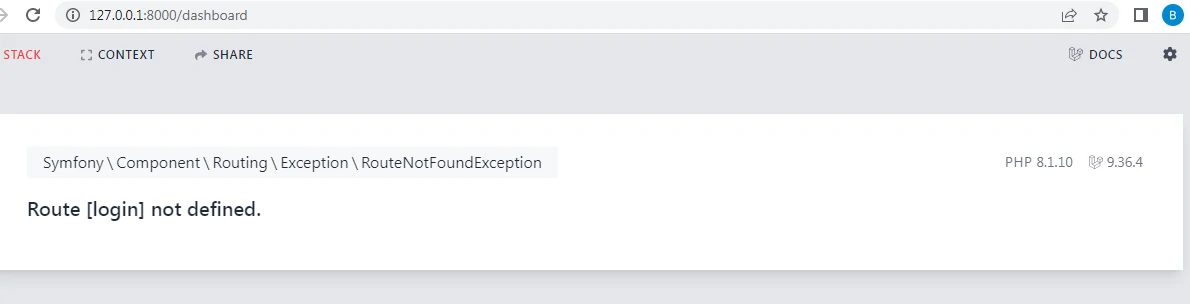 127.0.0.1:8000/dashboard
B
STACK
CONTEXT
SHARE
DOCS
Symfony \ Component \ Routing \ Exception \ RouteNotFoundException
PHP 8.1.10
9.36.4
Route [login] not defined.